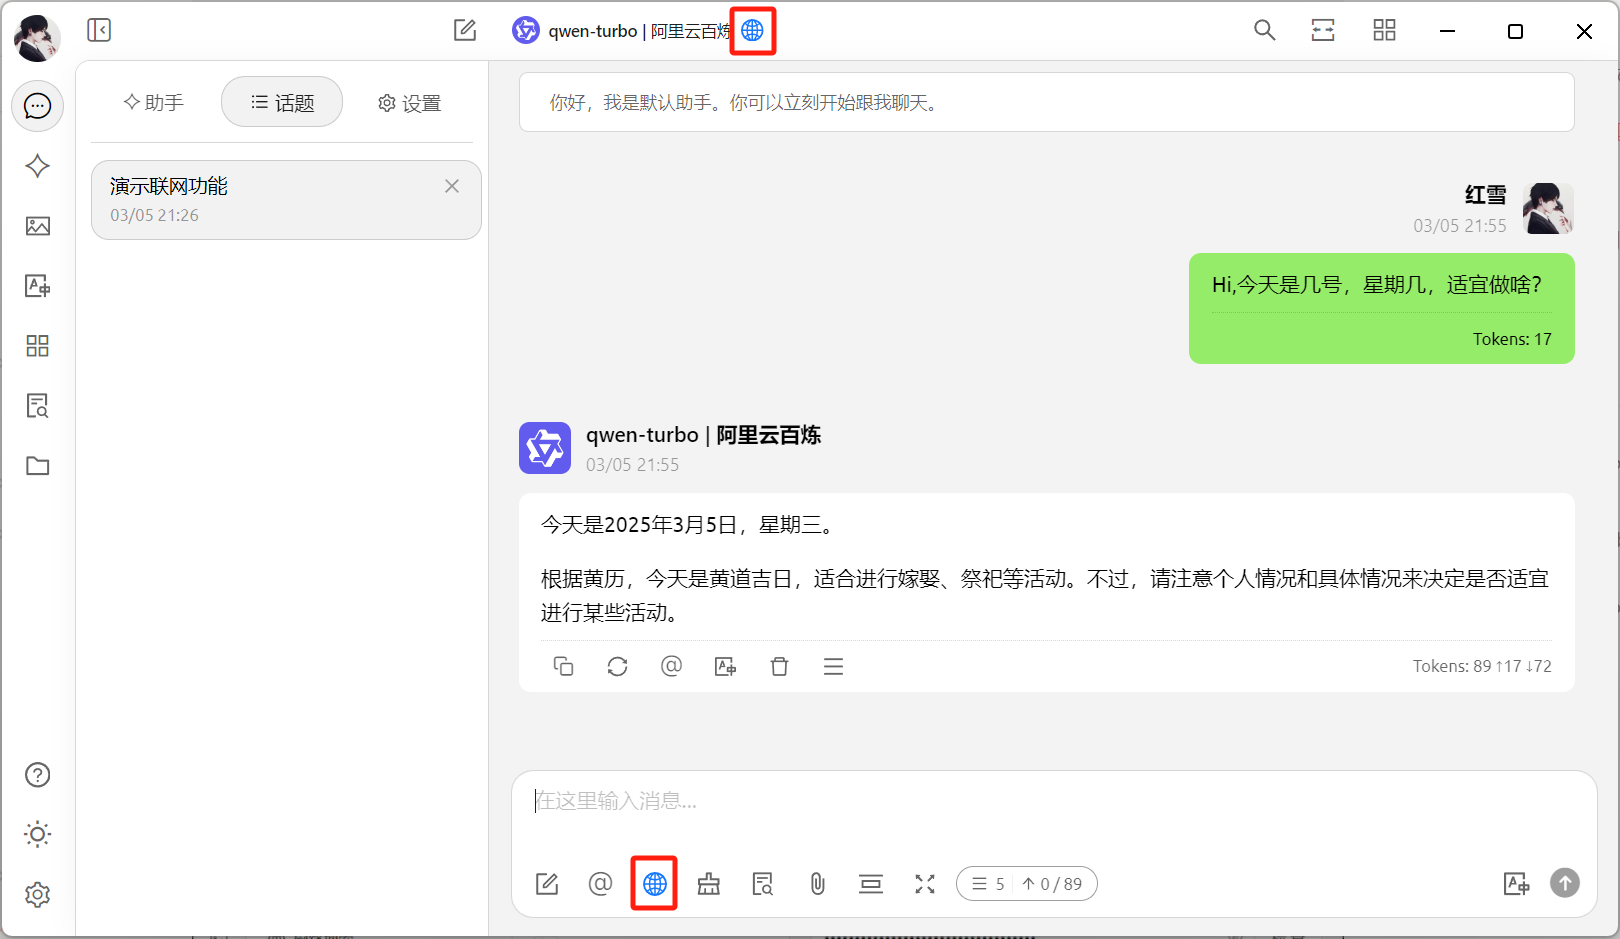 qwen-turbo | 阿里云百炼
助手
话题
设置
演示联网功能
03/05 21:26
你好，我是默认助手。你可以立刻开始跟我聊天。
红雪
03/05 21:55
Hi,今天是几号，星期几，适宜做啥?
Tokens: 17
qwen-turbo | 阿里云百炼
03/05 21:55
今天是2025年3月5日，星期三。
根据黄历，今天是黄道吉日，适合进行嫁娶、祭祀等活动。不过，请注意个人情况和具体情况来决定是否适宜
进行某些活动。
Tokens: 89 ↑17 ↓72
在这里输入消息...
5 ↑ 0 / 89